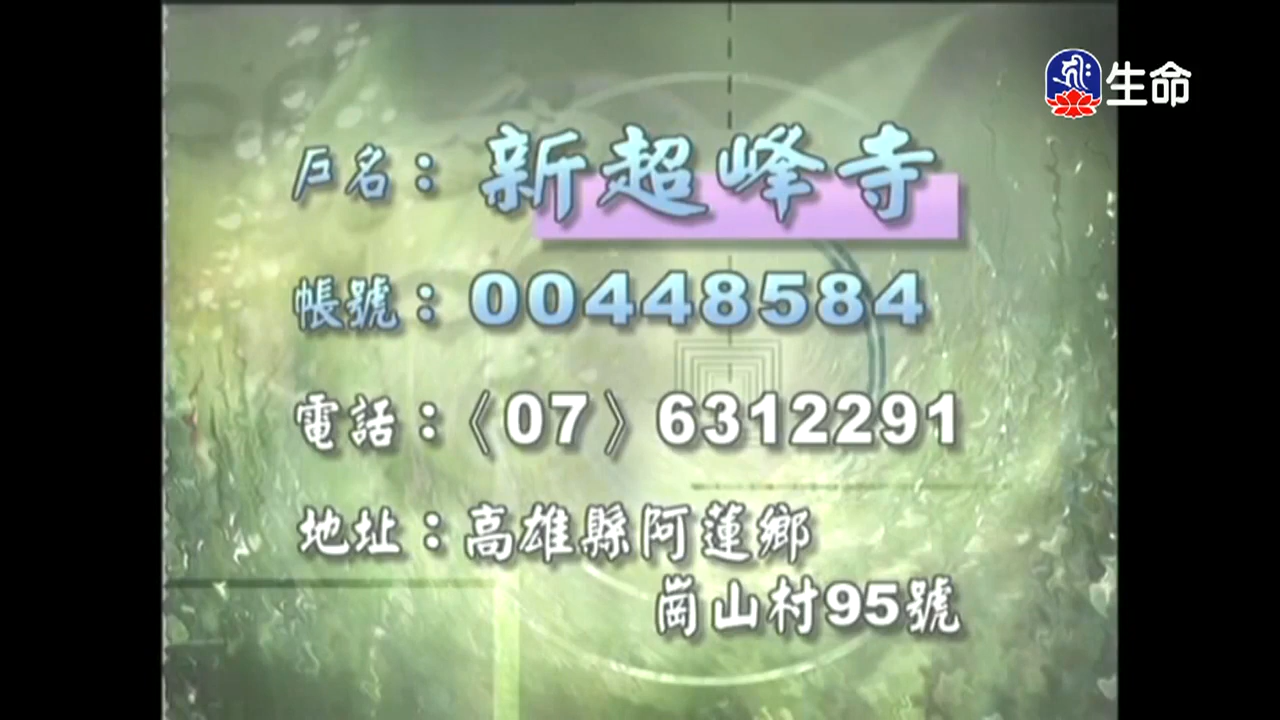 生命
戶名：新超峰寺
帳號：00448584
電話：〈07〉6312291
地址：高雄縣阿蓮鄉
崗山村95號